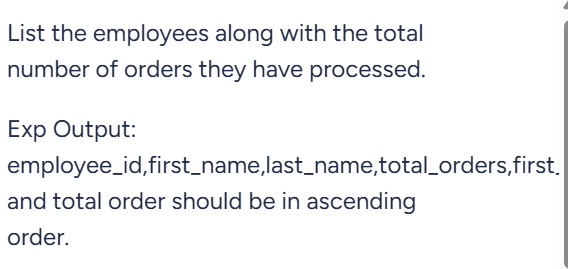 List the employees along with the total
number of orders they have processed.
Exp Output:
employee_id,first_name,last_name,total_orders,first_
and total order should be in ascending
order.